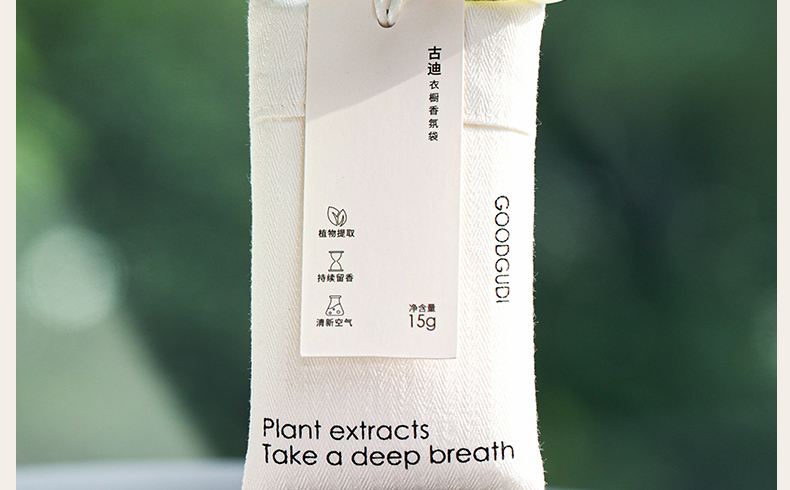 古迪
衣橱香氛袋
植物提取
持续留香
清新空气
净含量
15g
GOODGUDI
Plant extracts
Take a deep breath